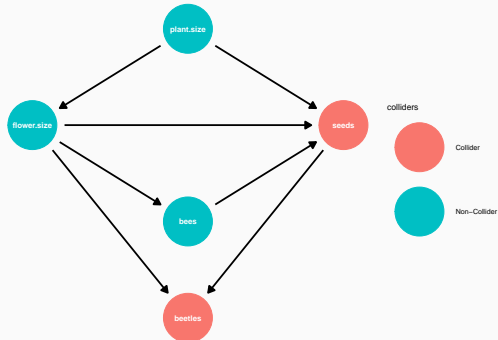 plant.size
flower.size
seeds
bees
beetles
colliders
Collider
Non−Collider